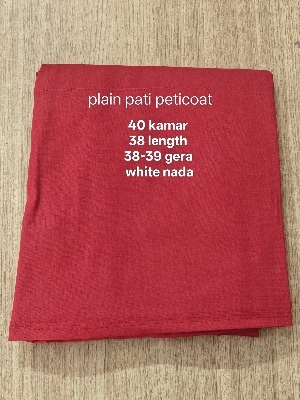 plain pati peticoat
40 kamar
38 length
38-39 gera
white nada